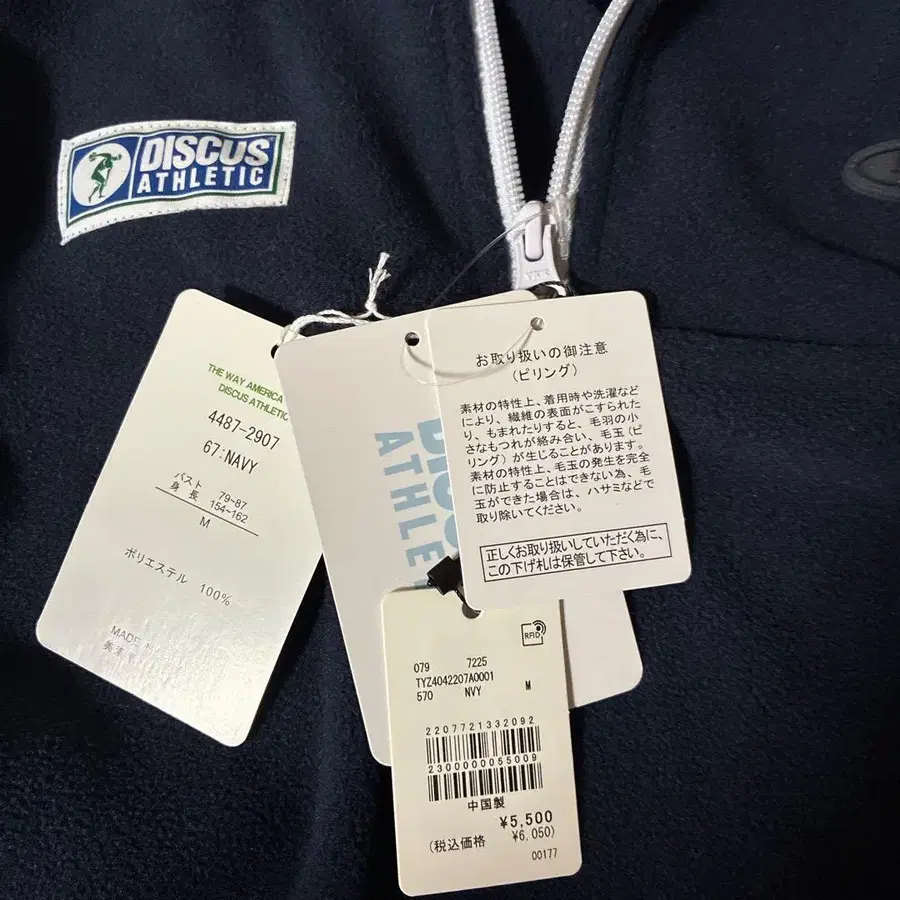 DISCUS
ATHLETIC
YKK
THE WAY AMERICA
DISCUS ATHLETIC
4487-2907
67:NAVY
バスト 79~87
身長 154~162
M
ポリエステル 100%
MADE
ATHLE
お取り扱いの御注意
(ピリング)
素材の特性上、着用時や洗濯など
により、繊維の表面がこすられた
り、もまれたりすると、毛羽の小
さなもつれが絡み合い、毛玉(ピ
リング)が生じることがあります。
素材の特性上、毛玉の発生を完全
に防止することはできない為、毛
玉ができた場合は、ハサミなどで
取り除いてください。
正しくお取り扱いしていただく為に、
この下げ札は保管して下さい。
RFID
079 7225
TYZ4042207A0001
570 NVY M
2207721332092
2300000055009
中国製
¥5,500
(税込価格 ¥6,050)
00177